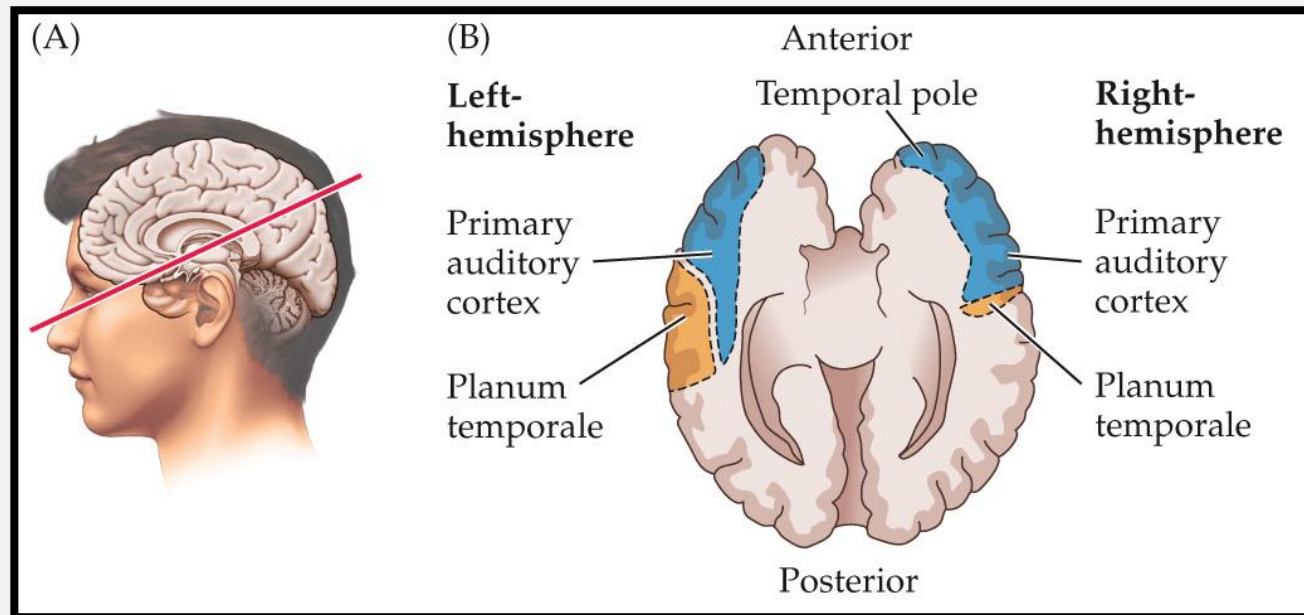 (A)
(B)
Anterior
Left-
hemisphere
Temporal pole
Right-
hemisphere
Primary
auditory
cortex
Primary
auditory
cortex
Planum
temporale
Planum
temporale
Posterior